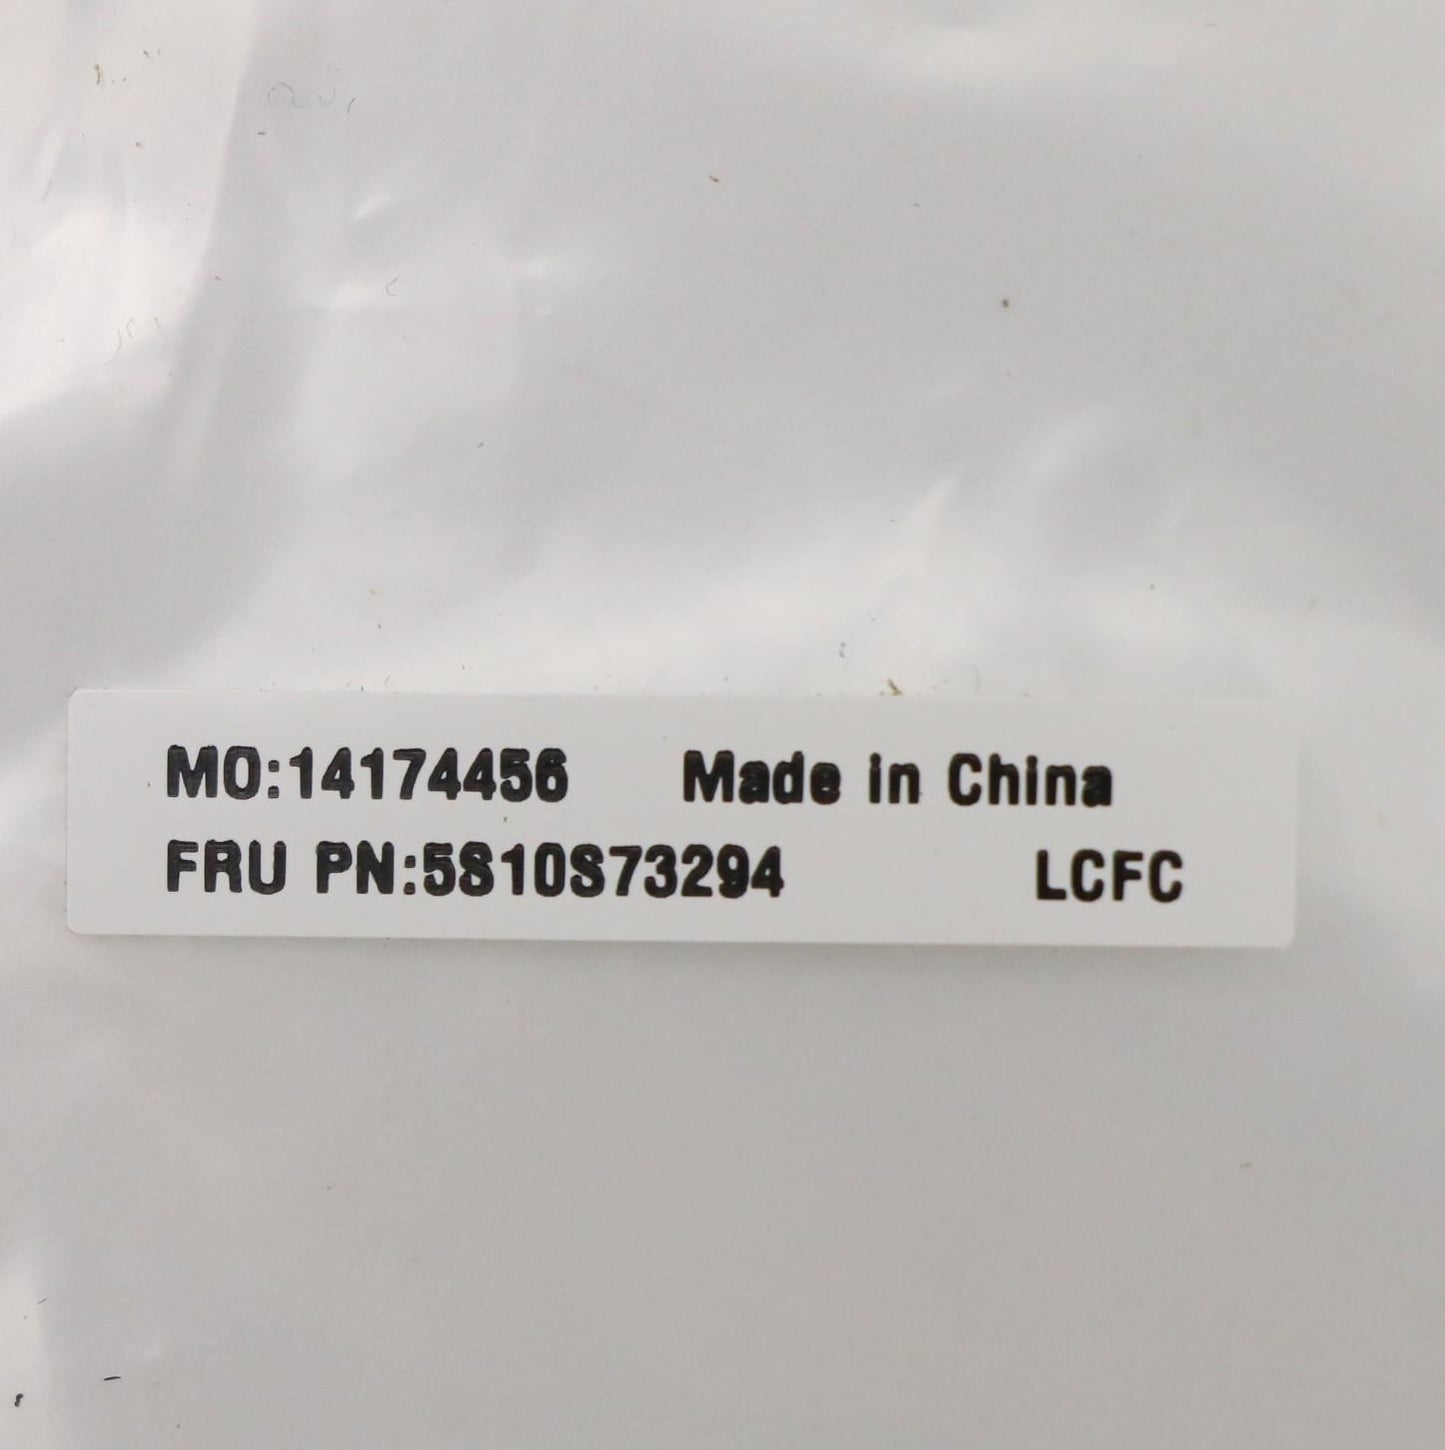 MO:14174456 Made in China
FRU PN:5S10S73294 LCFC